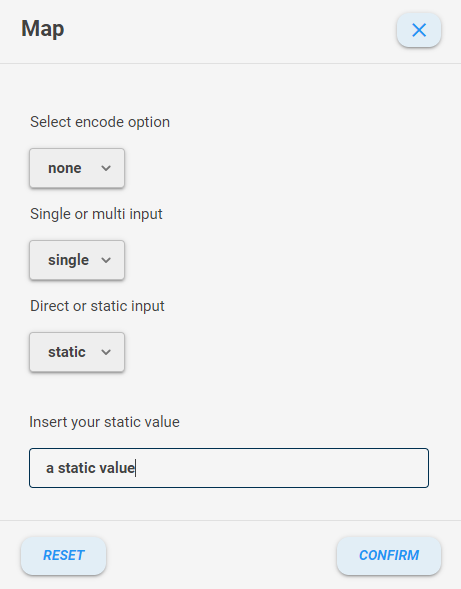 Map
Select encode option
none
Single or multi input
single
Direct or static input
static
Insert your static value
a static value
RESET
CONFIRM